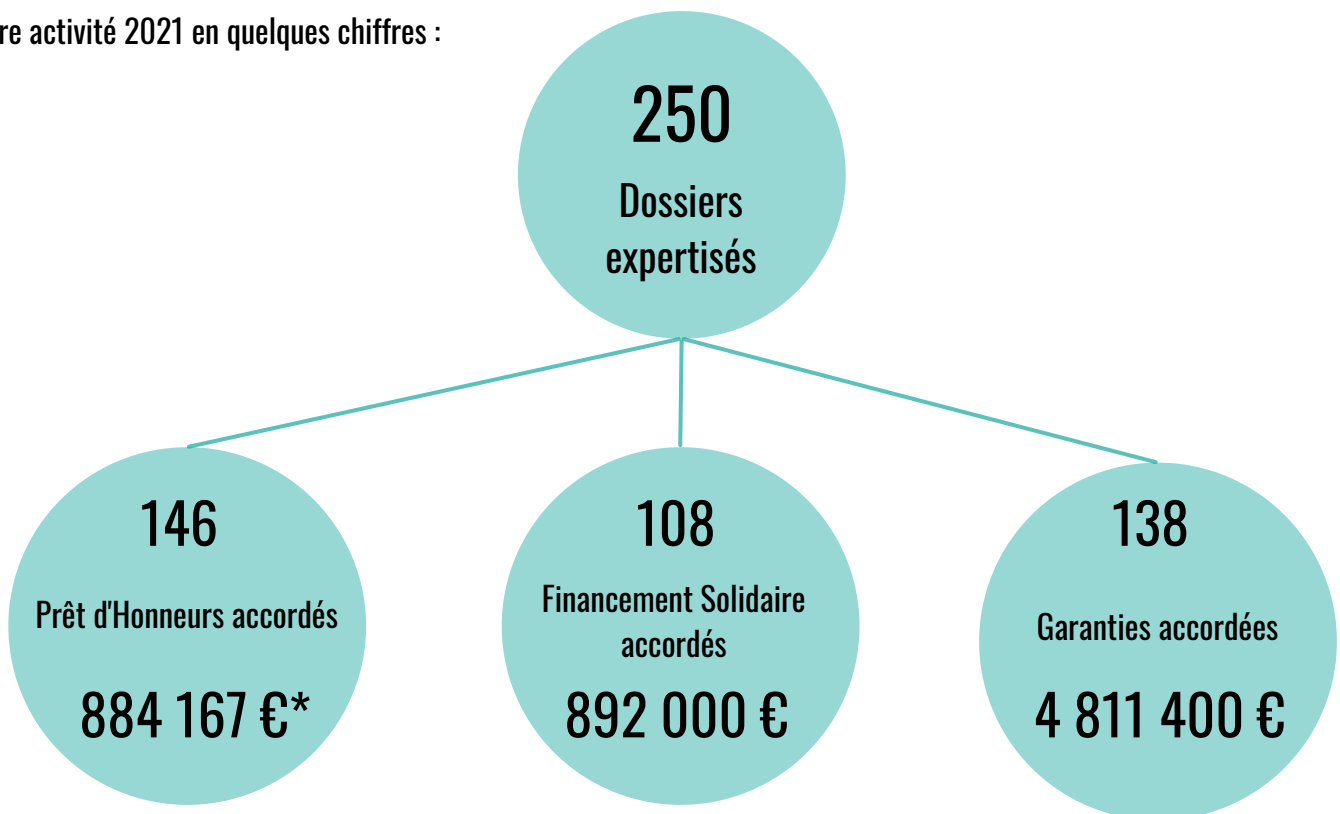 re activité 2021 en quelques chiffres :
250
Dossiers
expertisés
146
Prêt d'Honneurs accordés
884 167 €*
108
Financement Solidaire
accordés
892 000 €
138
Garanties accordées
4 811 400 €